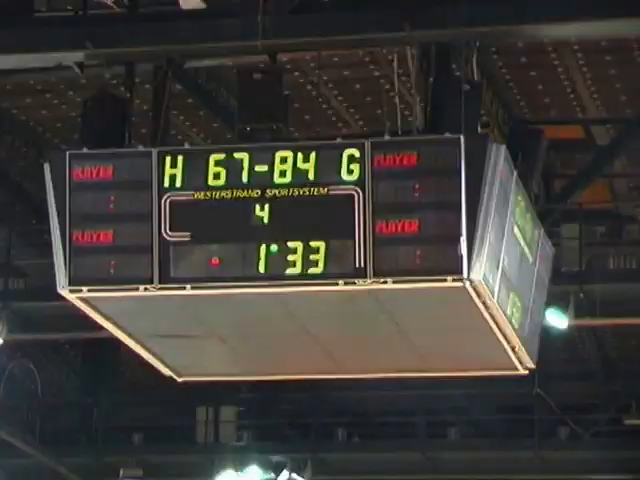 PLAYER H 67-84 G PLAYER
:
WESTERSTRAND SPORTSYSTEM
:
4
PLAYER PLAYER
: 1:33 :